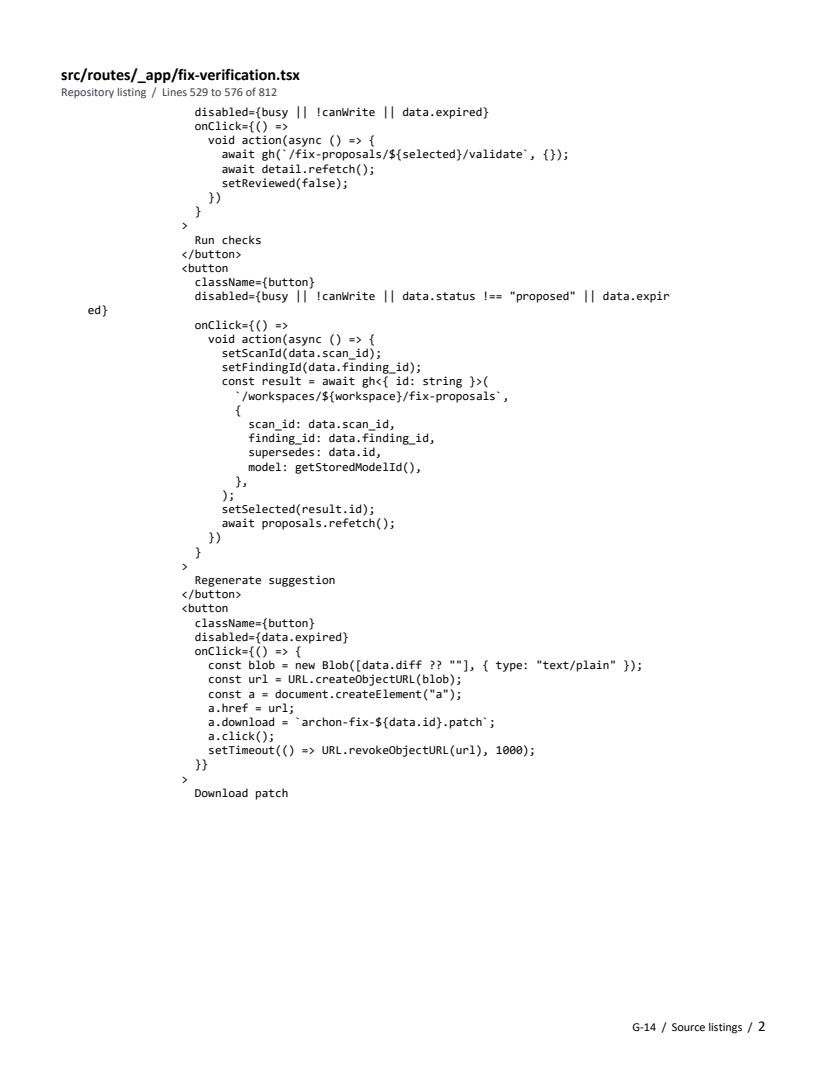 src/routes/_app/fix-verification.tsx
Repository listing / Lines 529 to 576 of 812
disabled={busy || !canWrite || data.expired}
onClick={() =>
void action(async () => {
await gh(`/fix-proposals/${selected}/validate`, {});
await detail.refetch();
setReviewed(false);
})
}
>
Run checks
</button>
<button
className={button}
disabled={busy || !canWrite || data.status !== "proposed" || data.expir
ed}
onClick={() =>
void action(async () => {
setScanId(data.scan_id);
setFindingId(data.finding_id);
const result = await gh<{ id: string }>(
`/workspaces/${workspace}/fix-proposals`,
{
scan_id: data.scan_id,
finding_id: data.finding_id,
supersedes: data.id,
model: getStoredModelId(),
},
);
setSelected(result.id);
await proposals.refetch();
})
}
>
Regenerate suggestion
</button>
<button
className={button}
disabled={data.expired}
onClick={() => {
const blob = new Blob([data.diff ?? ""], { type: "text/plain" });
const url = URL.createObjectURL(blob);
const a = document.createElement("a");
a.href = url;
a.download = `archon-fix-${data.id}.patch`;
a.click();
setTimeout(() => URL.revokeObjectURL(url), 1000);
}}
>
Download patch
G-14 / Source listings / 2